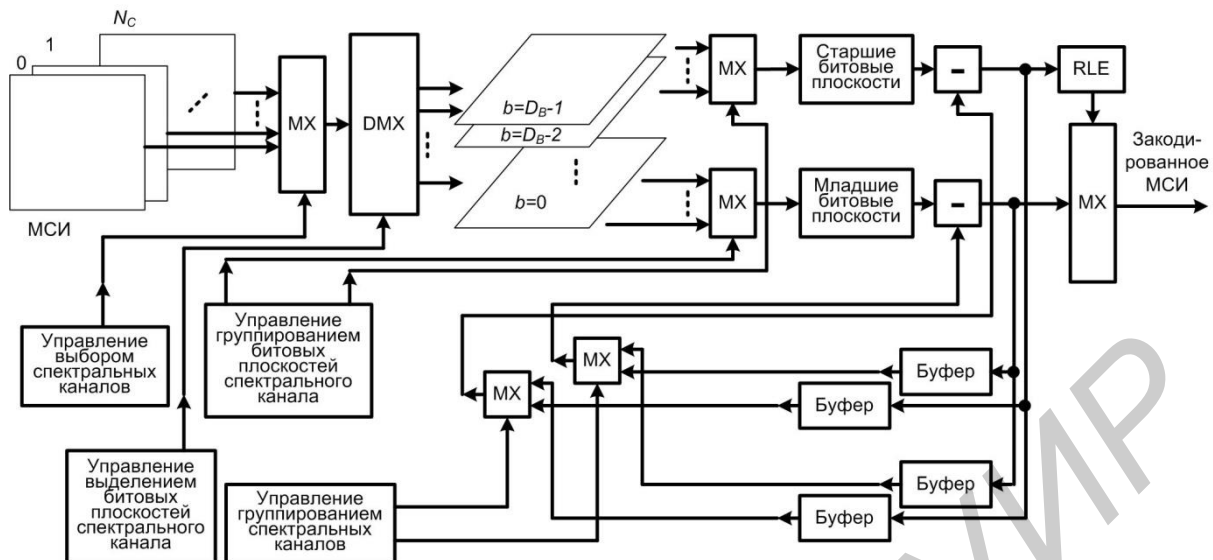 N_C
1
0
МСИ
MX
DMX
b=D_B-1
b=D_B-2
b=0
MX
MX
Старшие
битовые
плоскости
Младшие
битовые
плоскости
-
-
RLE
MX
Закоди-
рованное
МСИ
Управление
выбором
спектральных
каналов
Управление
группированием
битовых
плоскостей
спектрального
канала
Управление
выделением
битовых
плоскостей
спектрального
канала
Управление
группированием
спектральных
каналов
MX
MX
Буфер
Буфер
Буфер
Буфер
УИР